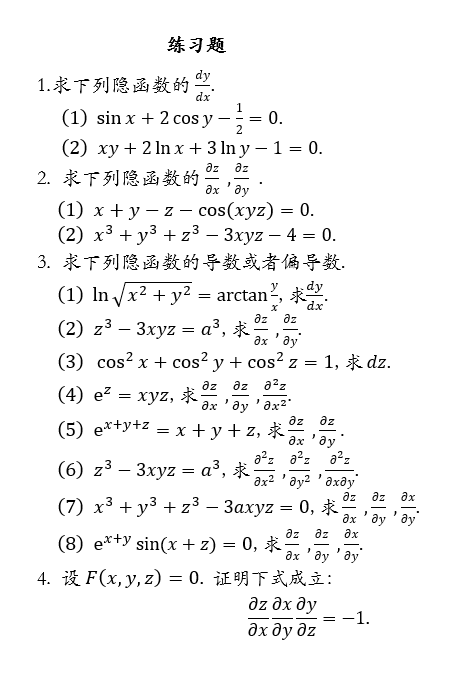 练习题
1.求下列隐函数的 dy/dx.
(1) sin x + 2 cos y − 1/2 = 0.
(2) xy + 2 ln x + 3 ln y − 1 = 0.
2. 求下列隐函数的 ∂z/∂x , ∂z/∂y .
(1) x + y − z − cos(xyz) = 0.
(2) x³ + y³ + z³ − 3xyz − 4 = 0.
3. 求下列隐函数的导数或者偏导数.
(1) ln √(x² + y²) = arctan y/x, 求 dy/dx.
(2) z³ − 3xyz = a³, 求 ∂z/∂x , ∂z/∂y.
(3) cos² x + cos² y + cos² z = 1, 求 dz.
(4) e^z = xyz, 求 ∂z/∂x , ∂z/∂y , ∂²z/∂x².
(5) e^(x+y+z) = x + y + z, 求 ∂z/∂x , ∂z/∂y .
(6) z³ − 3xyz = a³, 求 ∂²z/∂x² , ∂²z/∂y² , ∂²z/∂x∂y.
(7) x³ + y³ + z³ − 3axyz = 0, 求 ∂z/∂x , ∂z/∂y , ∂x/∂y.
(8) e^(x+y) sin(x + z) = 0, 求 ∂z/∂x , ∂z/∂y , ∂x/∂y.
4. 设 F(x, y, z) = 0. 证明下式成立:
∂z/∂x ∂x/∂y ∂y/∂z = −1.